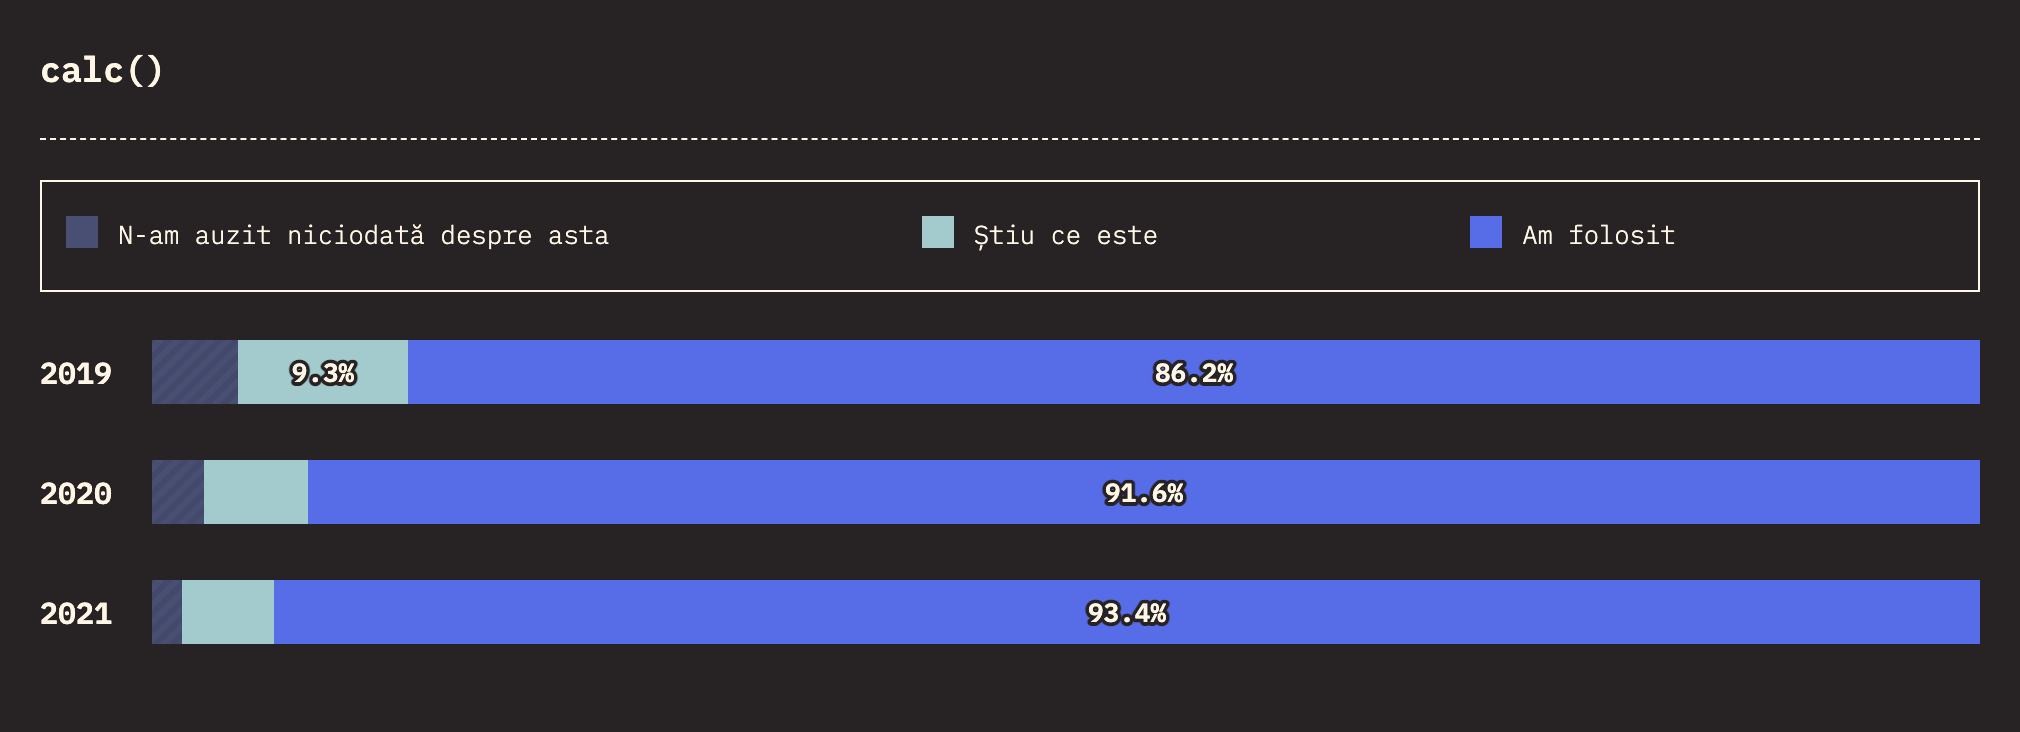 calc()
N-am auzit niciodată despre asta Știu ce este Am folosit
2019 9.3% 86.2%
2020 91.6%
2021 93.4%